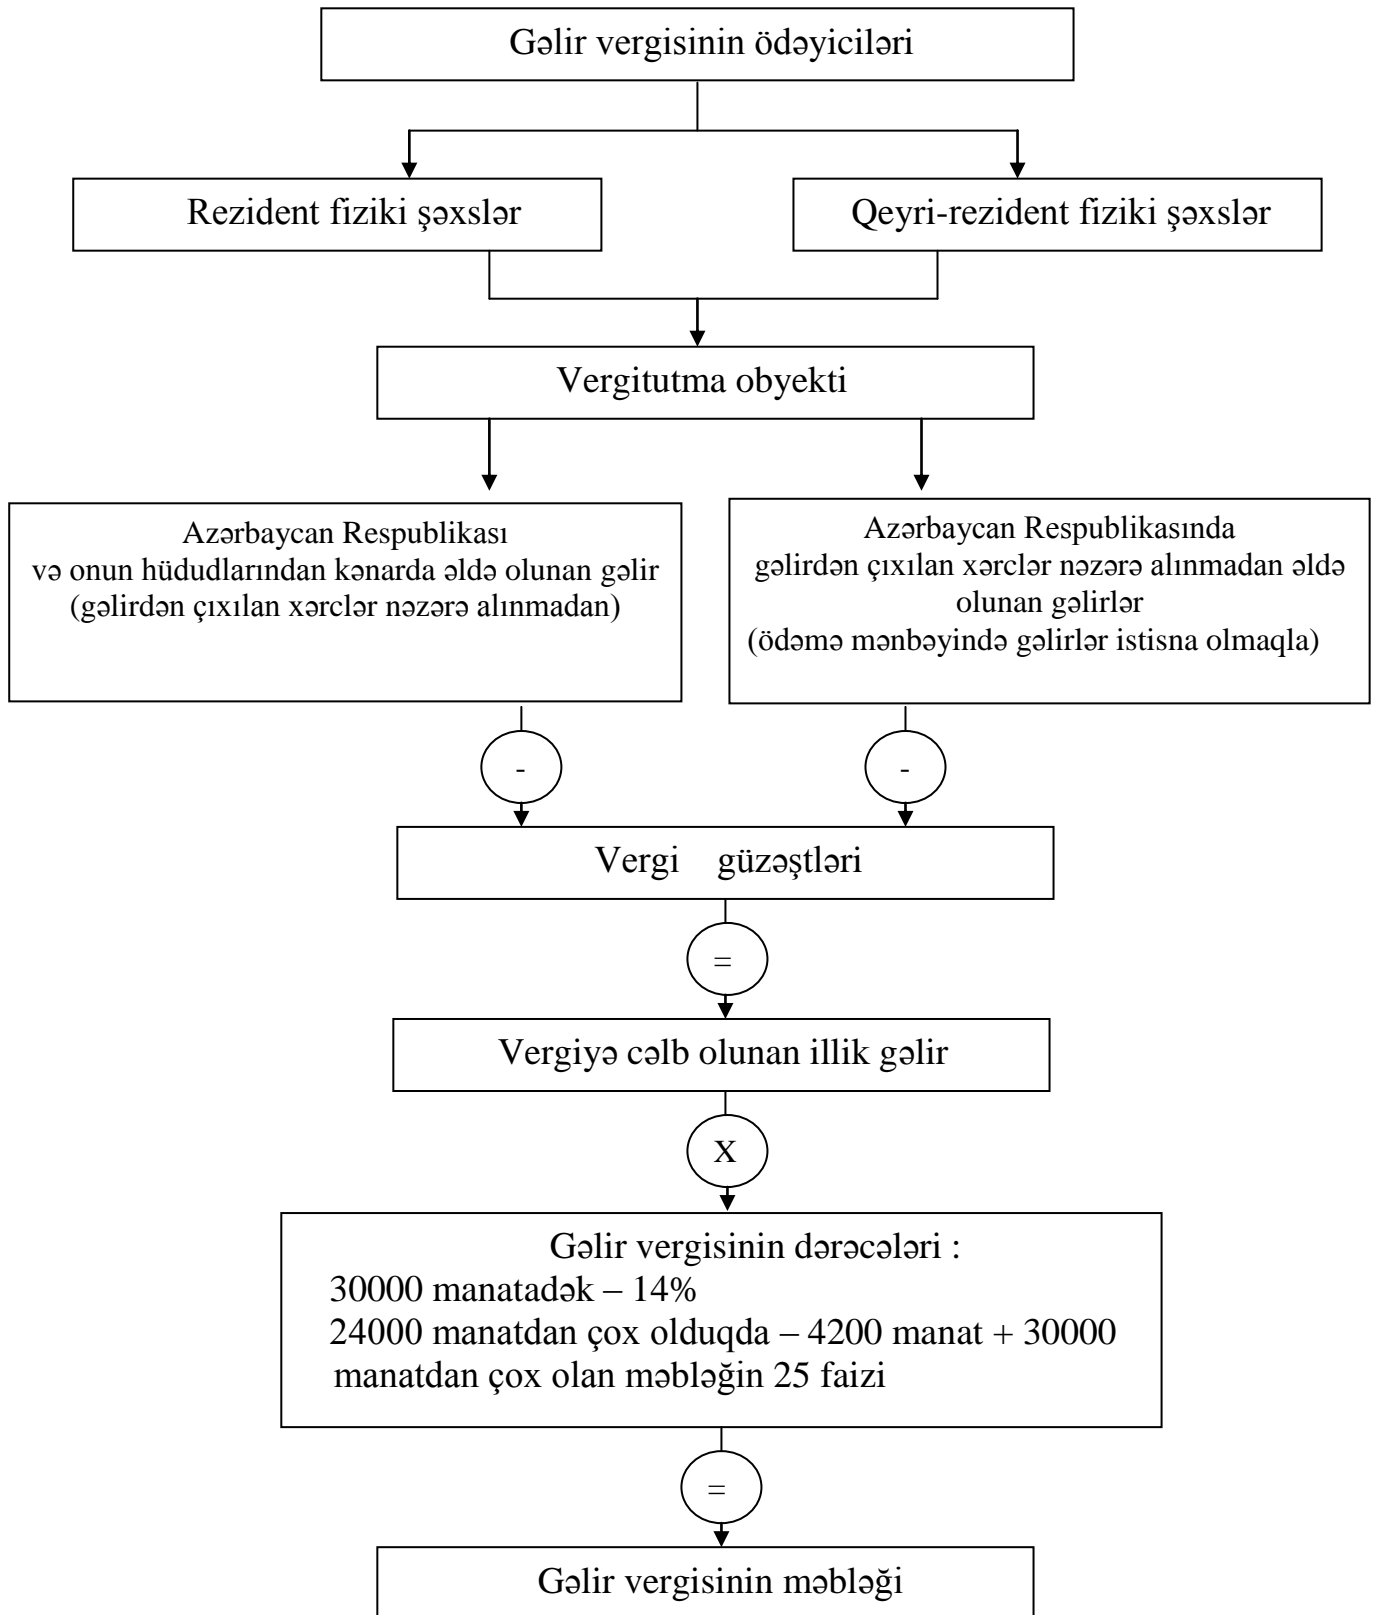 Gəlir vergisinin ödəyiciləri
Rezident fiziki şəxslər
Qeyri-rezident fiziki şəxslər
Vergitutma obyekti
Azərbaycan Respublikası
və onun hüdudlarından kənarda əldə olunan gəlir
(gəlirdən çıxılan xərclər nəzərə alınmadan)
Azərbaycan Respublikasında
gəlirdən çıxılan xərclər nəzərə alınmadan əldə
olunan gəlirlər
(ödəmə mənbəyində gəlirlər istisna olmaqla)
-
-
Vergi güzəştləri
=
Vergiyə cəlb olunan illik gəlir
X
Gəlir vergisinin dərəcələri :
30000 manatadək – 14%
24000 manatdan çox olduqda – 4200 manat + 30000
manatdan çox olan məbləğin 25 faizi
=
Gəlir vergisinin məbləği